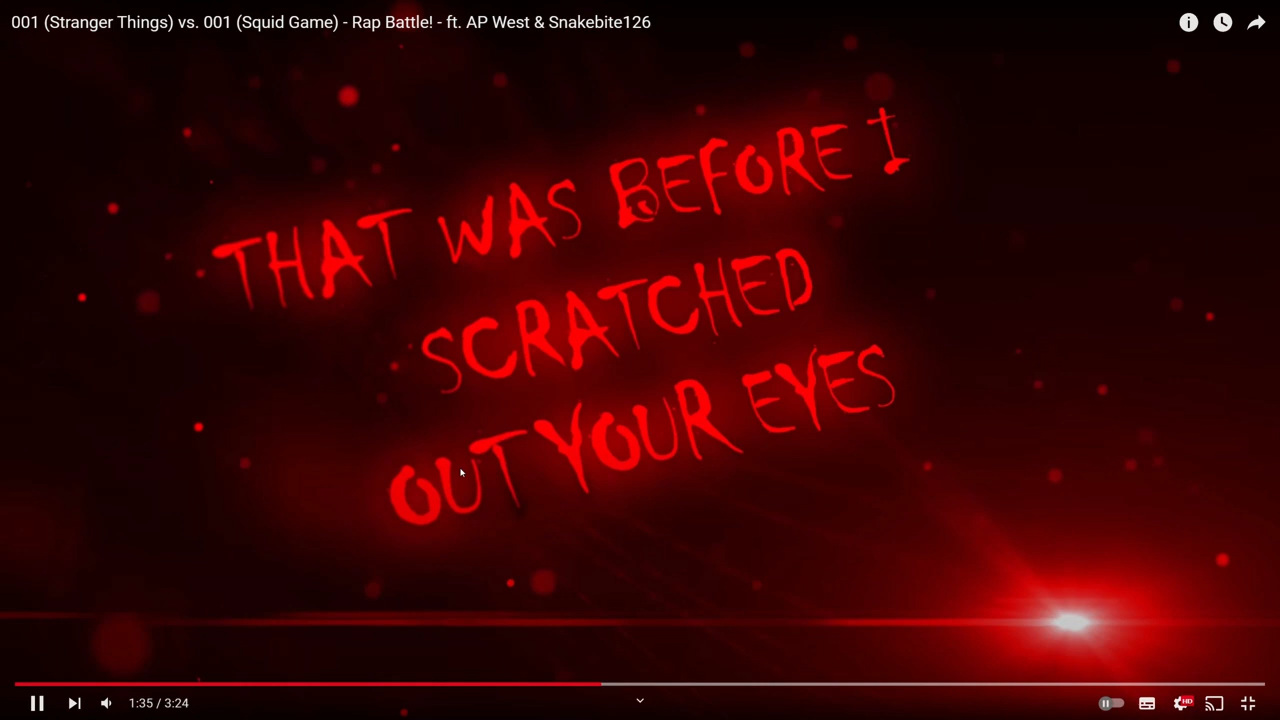 001 (Stranger Things) vs. 001 (Squid Game) - Rap Battle! - ft. AP West & Snakebite126
THAT WAS BEFORE I
SCRATCHED
OUT YOUR EYES
1:35 / 3:24
HD